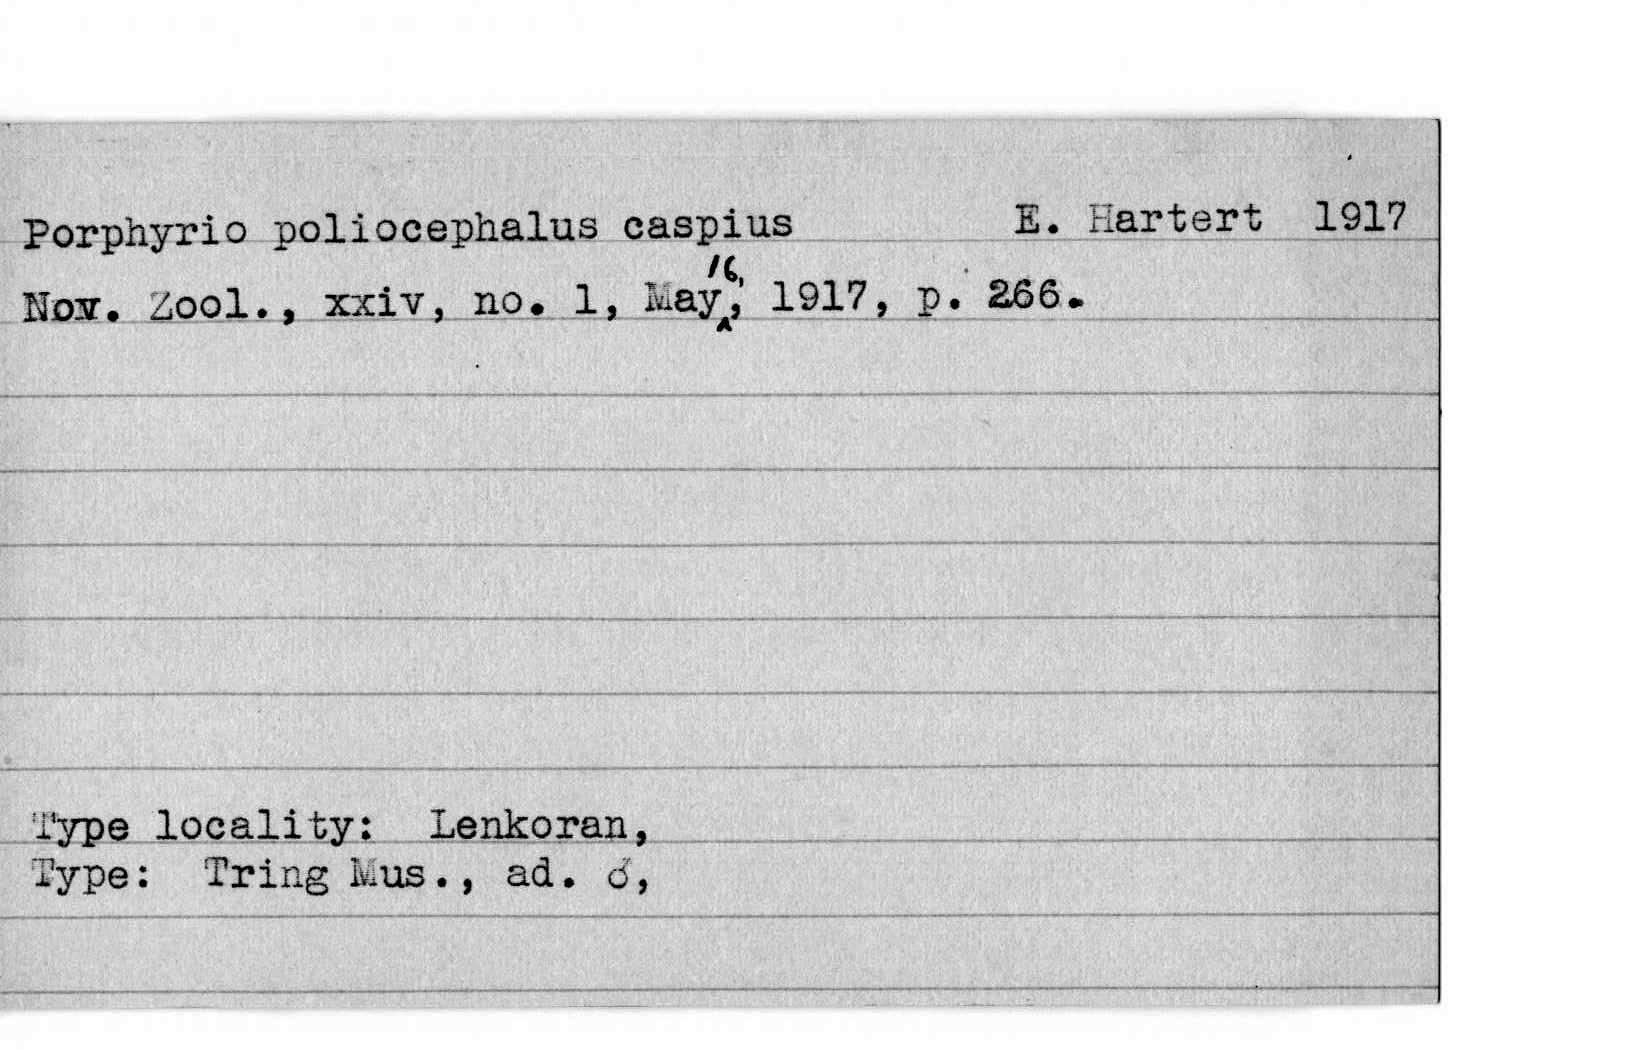 Porphyrio poliocephalus caspius E. Hartert 1917
Nov. Zool., xxiv, no. 1, May 16, 1917, p. 266.
Type locality: Lenkoran,
Type: Tring Mus., ad. ♂,